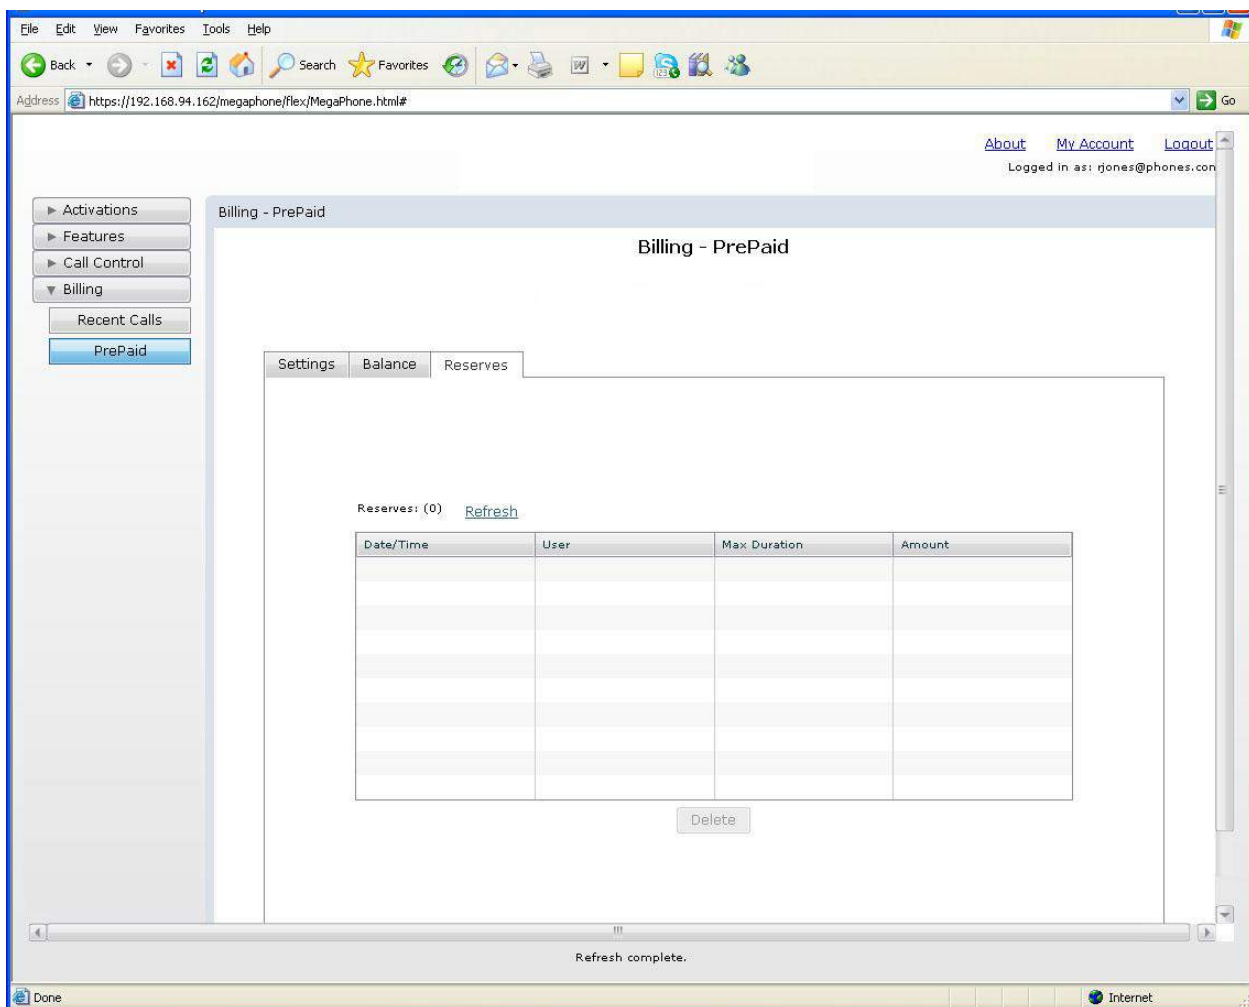 File Edit View Favorites Tools Help
Back Search Favorites
Address https://192.168.94.162/megaphone/flex/MegaPhone.html# Go
About My Account Logout
Logged in as: rjones@phones.con
Activations
Features
Call Control
Billing
Recent Calls
PrePaid
Billing - PrePaid
Billing - PrePaid
Settings Balance Reserves
Reserves: (0) Refresh
Date/Time User Max Duration Amount
Delete
Refresh complete.
Done Internet